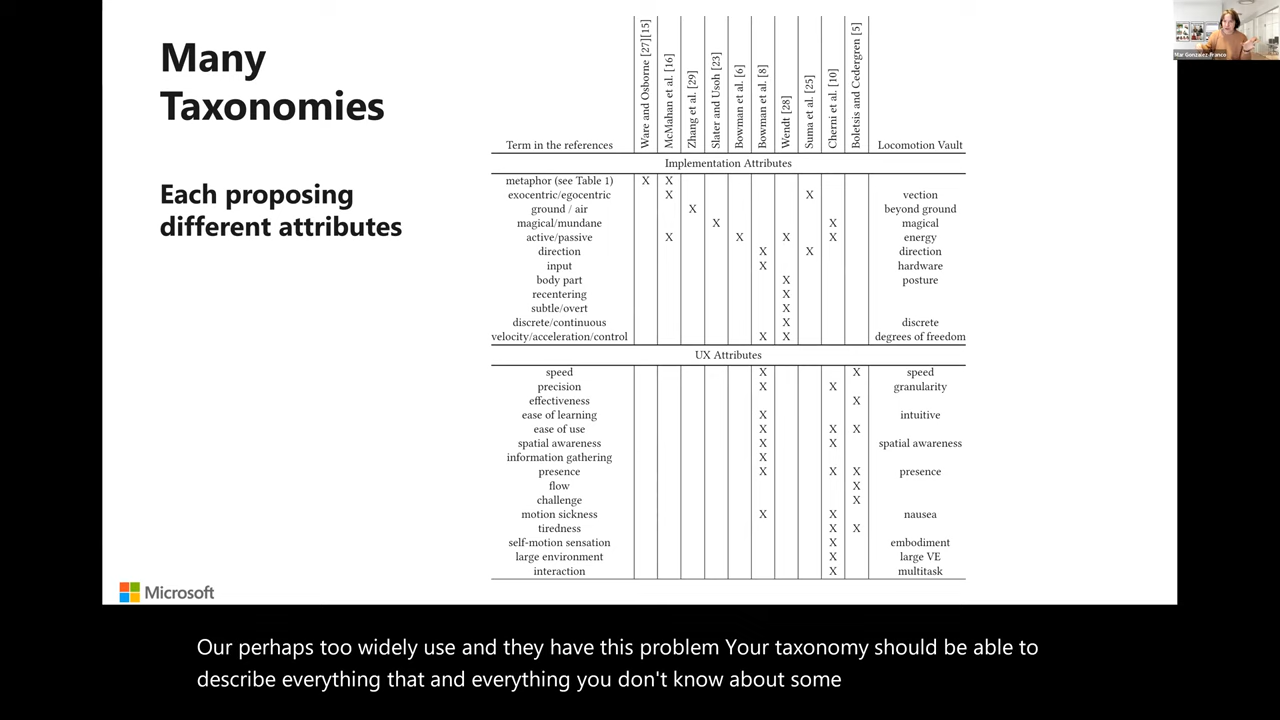 Many
Taxonomies
Each proposing
different attributes
Term in the references Ware and Osborne [27][15] McMahan et al. [16] Zhang et al. [29] Slater and Usoh [23] Bowman et al. [6] Bowman et al. [8] Wendt [28] Suma et al. [25] Cherni et al. [10] Boletsis and Cedergren [5] Locomotion Vault
Implementation Attributes
metaphor (see Table 1) X X
exocentric/egocentric X X vection
ground / air X beyond ground
magical/mundane X X magical
active/passive X X X X energy
direction X X direction
input X hardware
body part X posture
recentering X
subtle/overt X
discrete/continuous X discrete
velocity/acceleration/control X X degrees of freedom
UX Attributes
speed X X speed
precision X X granularity
effectiveness X
ease of learning X intuitive
ease of use X X X
spatial awareness X X spatial awareness
information gathering X
presence X X X presence
flow X
challenge X
motion sickness X X nausea
tiredness X X
self-motion sensation X embodiment
large environment X large VE
interaction X multitask
Microsoft
Mar Gonzalez-Franco
Our perhaps too widely use and they have this problem Your taxonomy should be able to
describe everything that and everything you don't know about some